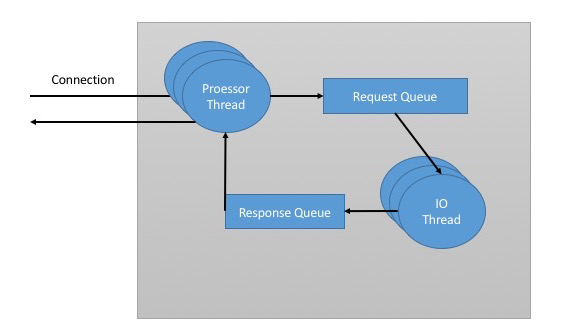 Connection
Proessor
Thread
Request Queue
IO
Thread
Response Queue